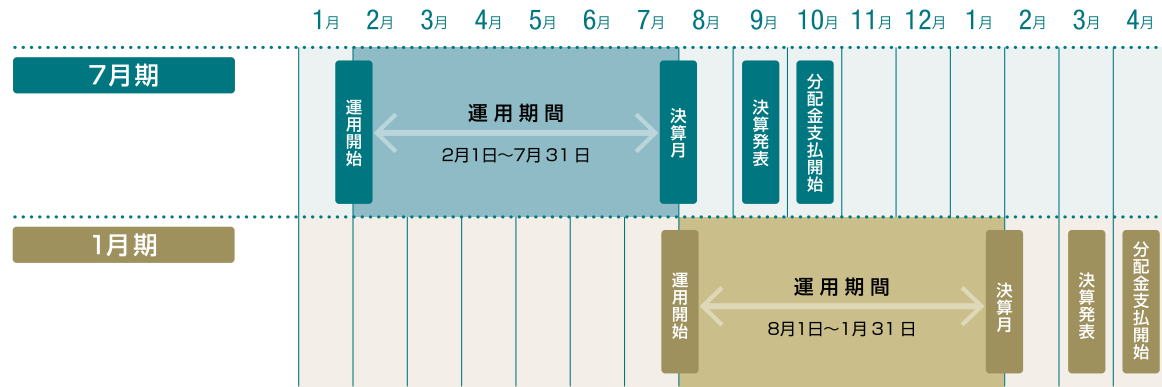 1月 2月 3月 4月 5月 6月 7月 8月 9月 10月 11月 12月 1月 2月 3月 4月
7月期
運用開始
運用期間
2月1日〜7月31日
決算月
決算発表
分配金支払開始
1月期
運用開始
運用期間
8月1日〜1月31日
決算月
決算発表
分配金支払開始